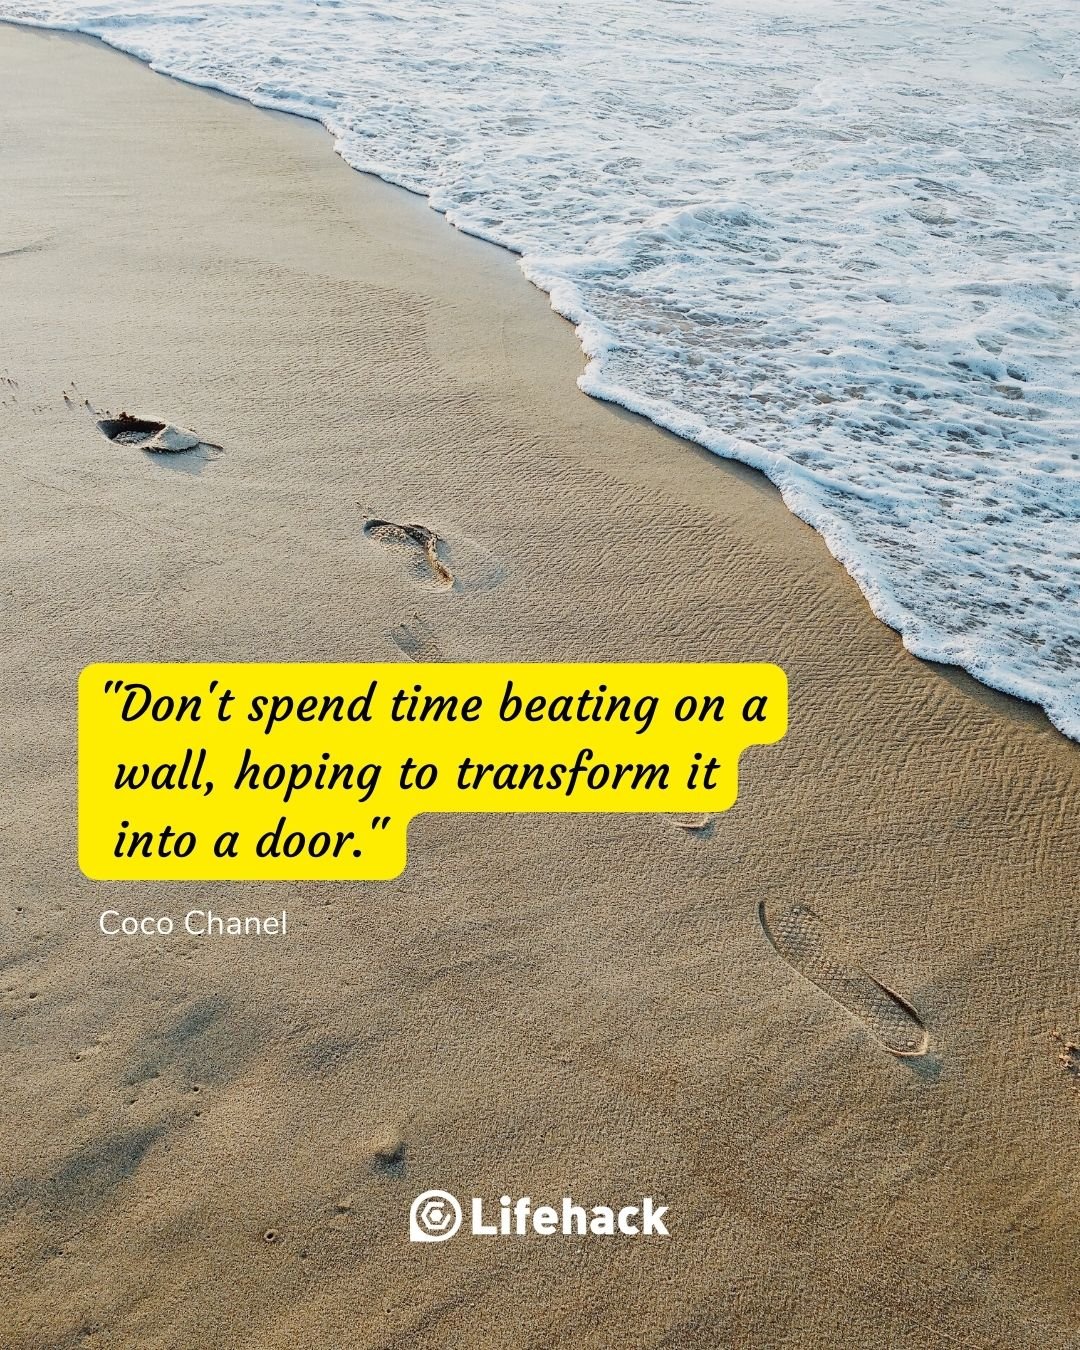 "Don't spend time beating on a
wall, hoping to transform it
into a door."
Coco Chanel
Lifehack